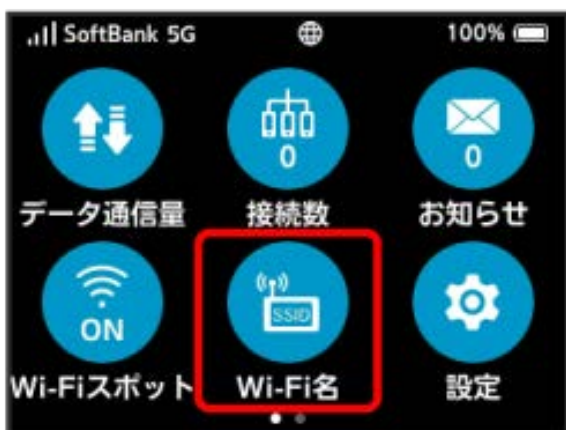 SoftBank 5G 100%
0 0
データ通信量 接続数 お知らせ
ON SSID
Wi-Fiスポット Wi-Fi名 設定